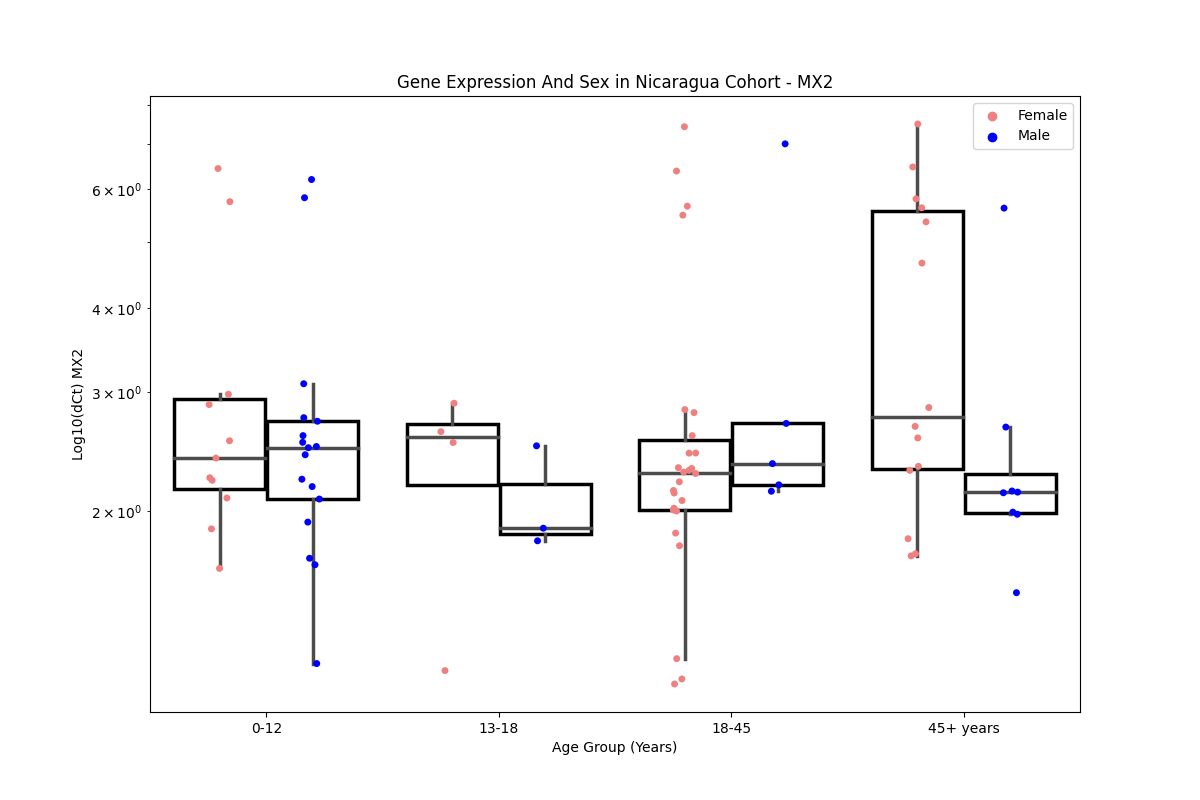 Gene Expression And Sex in Nicaragua Cohort - MX2
Female
Male
6 × 10⁰
4 × 10⁰
3 × 10⁰
2 × 10⁰
Log10(dCt) MX2
0-12 13-18 18-45 45+ years
Age Group (Years)